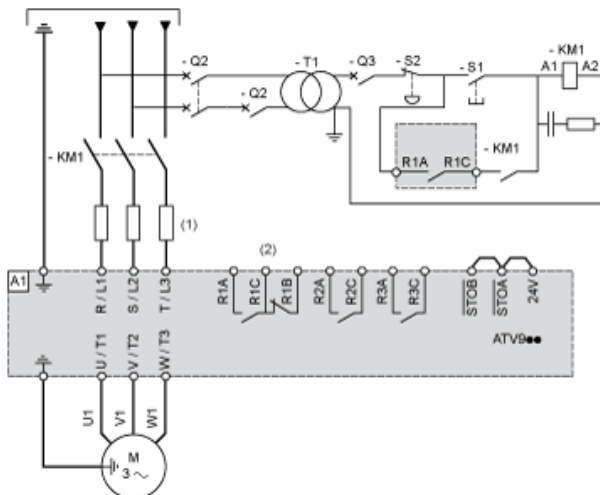 - Q2
- T1
- Q3
- S2
- S1
- KM1
A1
A2
- Q2
- KM1
R1A
R1C
- KM1
(1)
(2)
A1
R / L1
S / L2
T / L3
R1A
R1C
R1B
R2A
R2C
R3A
R3C
STOB
STOA
24V
ATV9●●
U / T1
V / T2
W / T3
U1
V1
W1
M
3 ~